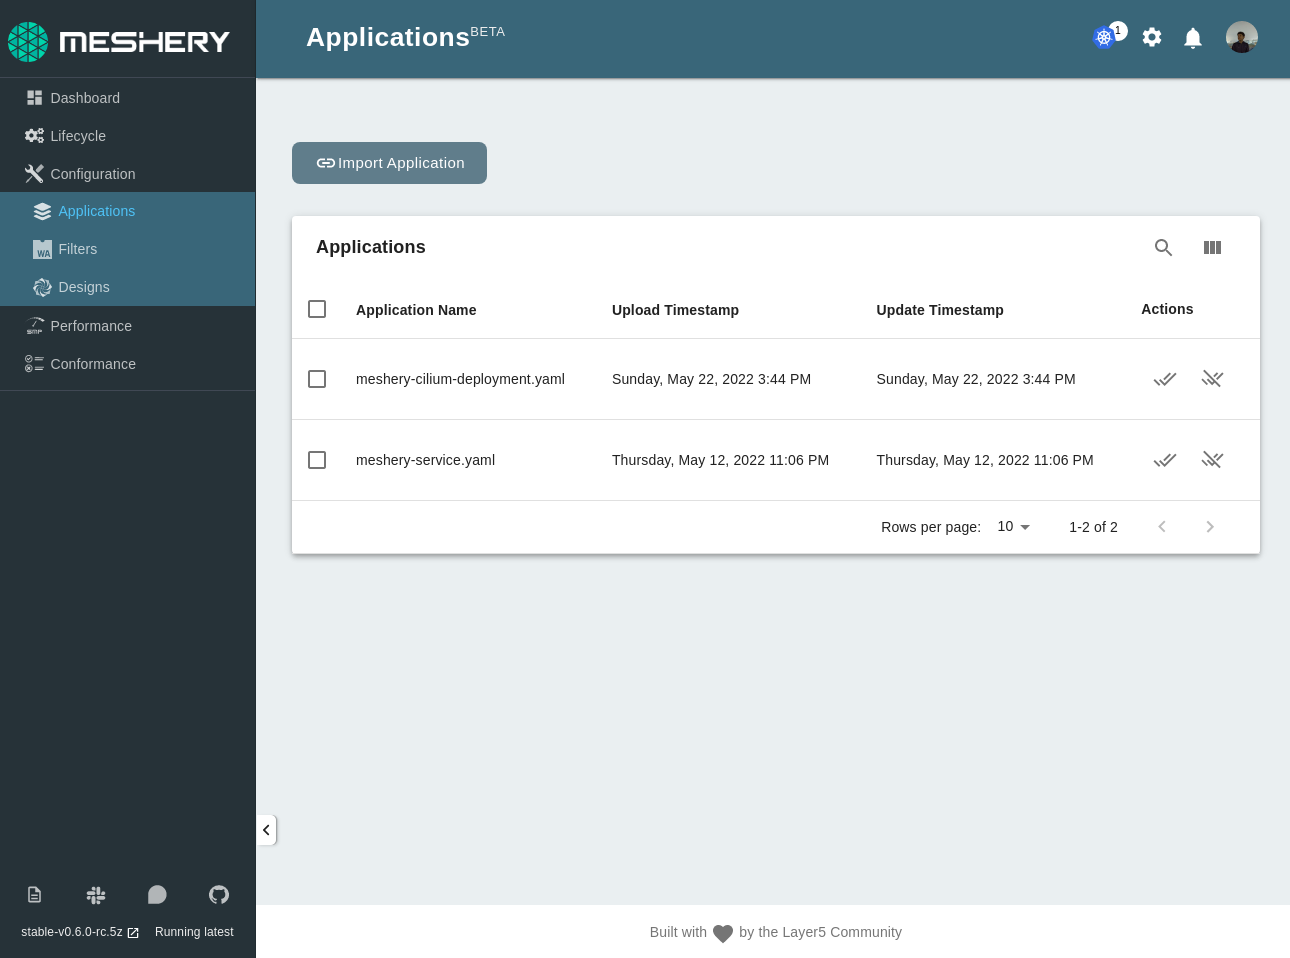 MESHERY
Applications BETA
1
Dashboard
Lifecycle
Configuration
Applications
Filters
WA
Designs
SMP
Performance
Conformance
Import Application
Applications
Application Name Upload Timestamp Update Timestamp Actions
meshery-cilium-deployment.yaml Sunday, May 22, 2022 3:44 PM Sunday, May 22, 2022 3:44 PM
meshery-service.yaml Thursday, May 12, 2022 11:06 PM Thursday, May 12, 2022 11:06 PM
Rows per page: 10 1-2 of 2
stable-v0.6.0-rc.5z Running latest
Built with by the Layer5 Community